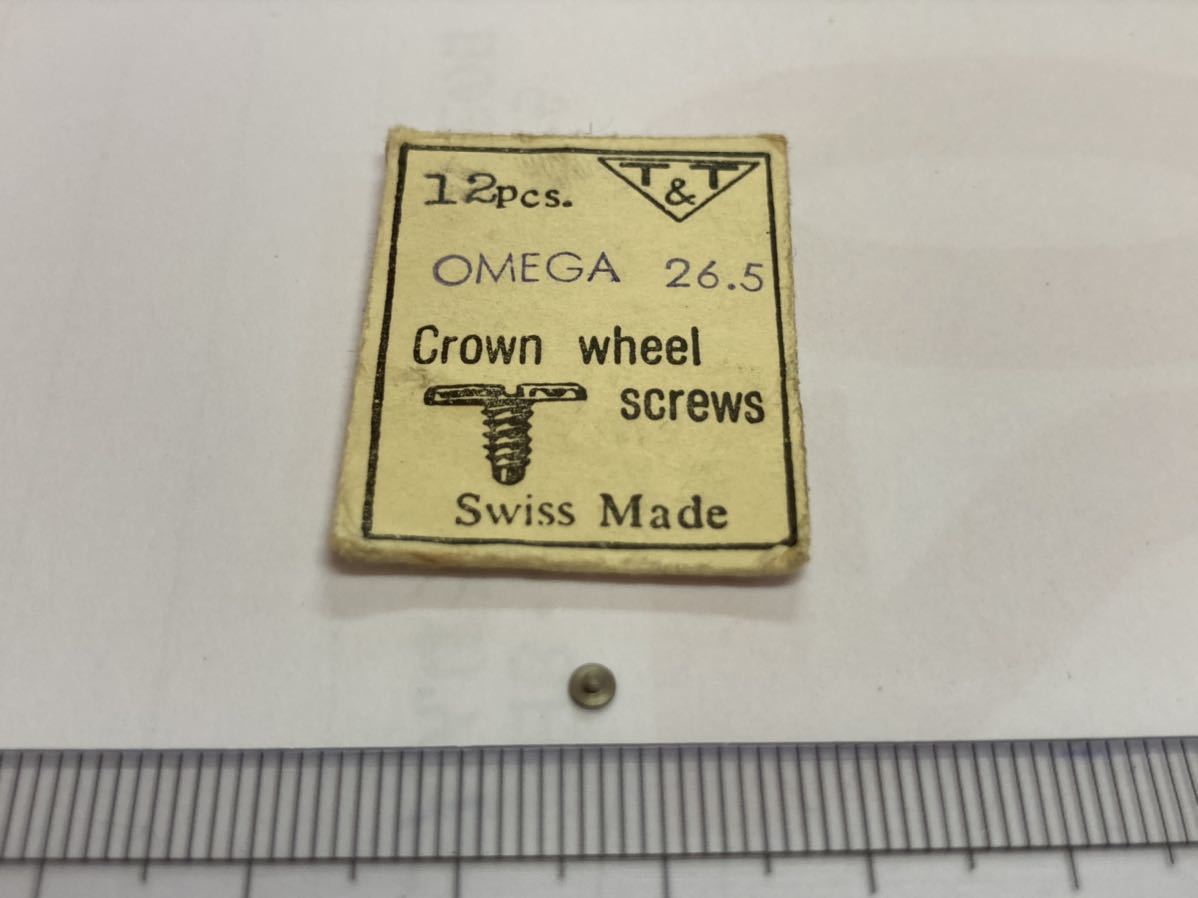 12pcs.
T&T
OMEGA 26.5
Crown wheel
screws
Swiss Made